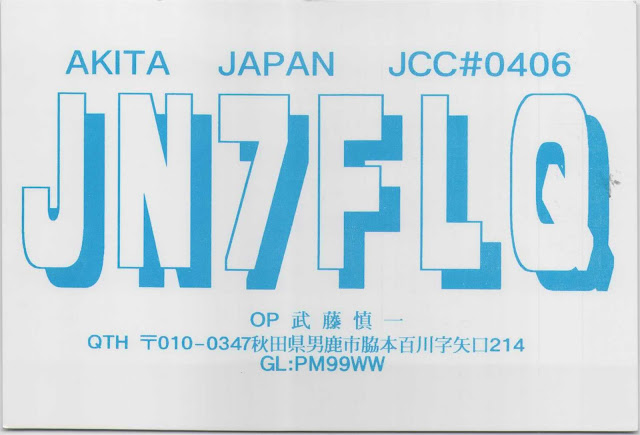 AKITA JAPAN JCC#0406
JN7FLQ
OP 武藤慎一
QTH 〒010-0347秋田県男鹿市脇本百川字矢口214
GL:PM99WW